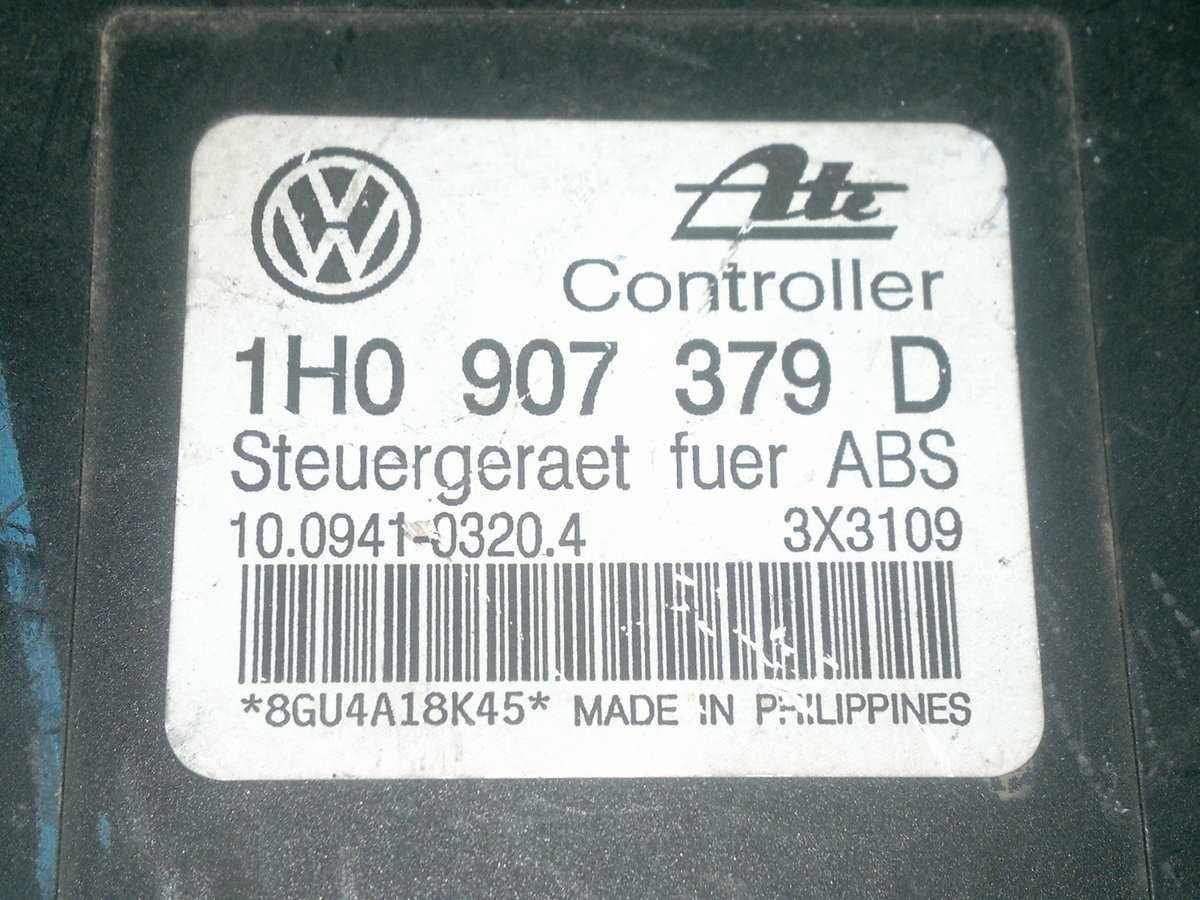 Ate
Controller
1H0 907 379 D
Steuergeraet fuer ABS
10.0941-0320.4 3X3109
*8GU4A18K45* MADE IN PHILIPPINES